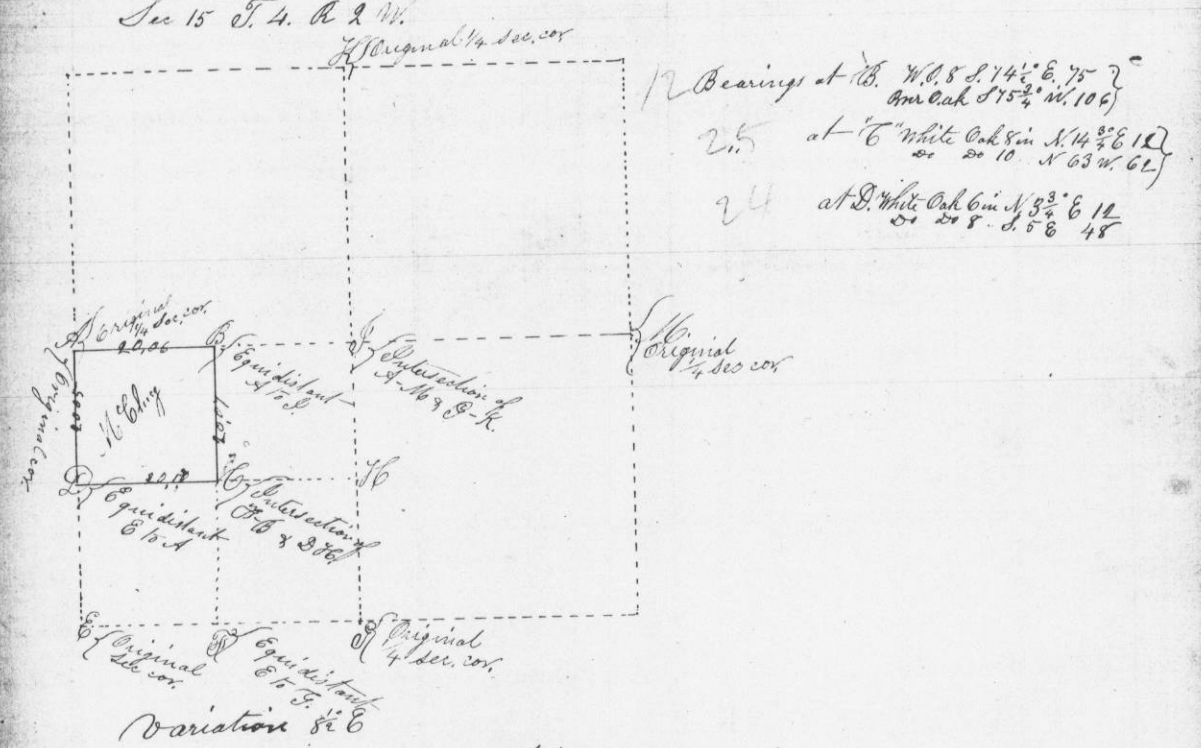 Sec 15 T. 4. R 2 W.
K Original 1/4 Sec. cor
12 Bearings at B. W.O. 8 S. 74 1/2° E. 75
Bur Oak S 75 3/4° W. 106
25 at "C" White Oak 8 in N. 14 3/4° E 12
Do Do 10 N 63 W. 62
24 at D. White Oak 6 in N 3 3/4° E 12
Do Do 8 S. 5 E 48
A Original 1/4 Sec. cor.
20,06
B Equidistant
A to I
I Intersection of
A-M & G-K.
M
Original
1/4 Sec cor
Original cor.
McClug
D
20,18
C Intersection of
& D H.
H
Equidistant
E to A
E Original
Sec cor.
F Equidistant
E to G.
G Original
1/4 Sec. cor.
Variation 8 1/2° E